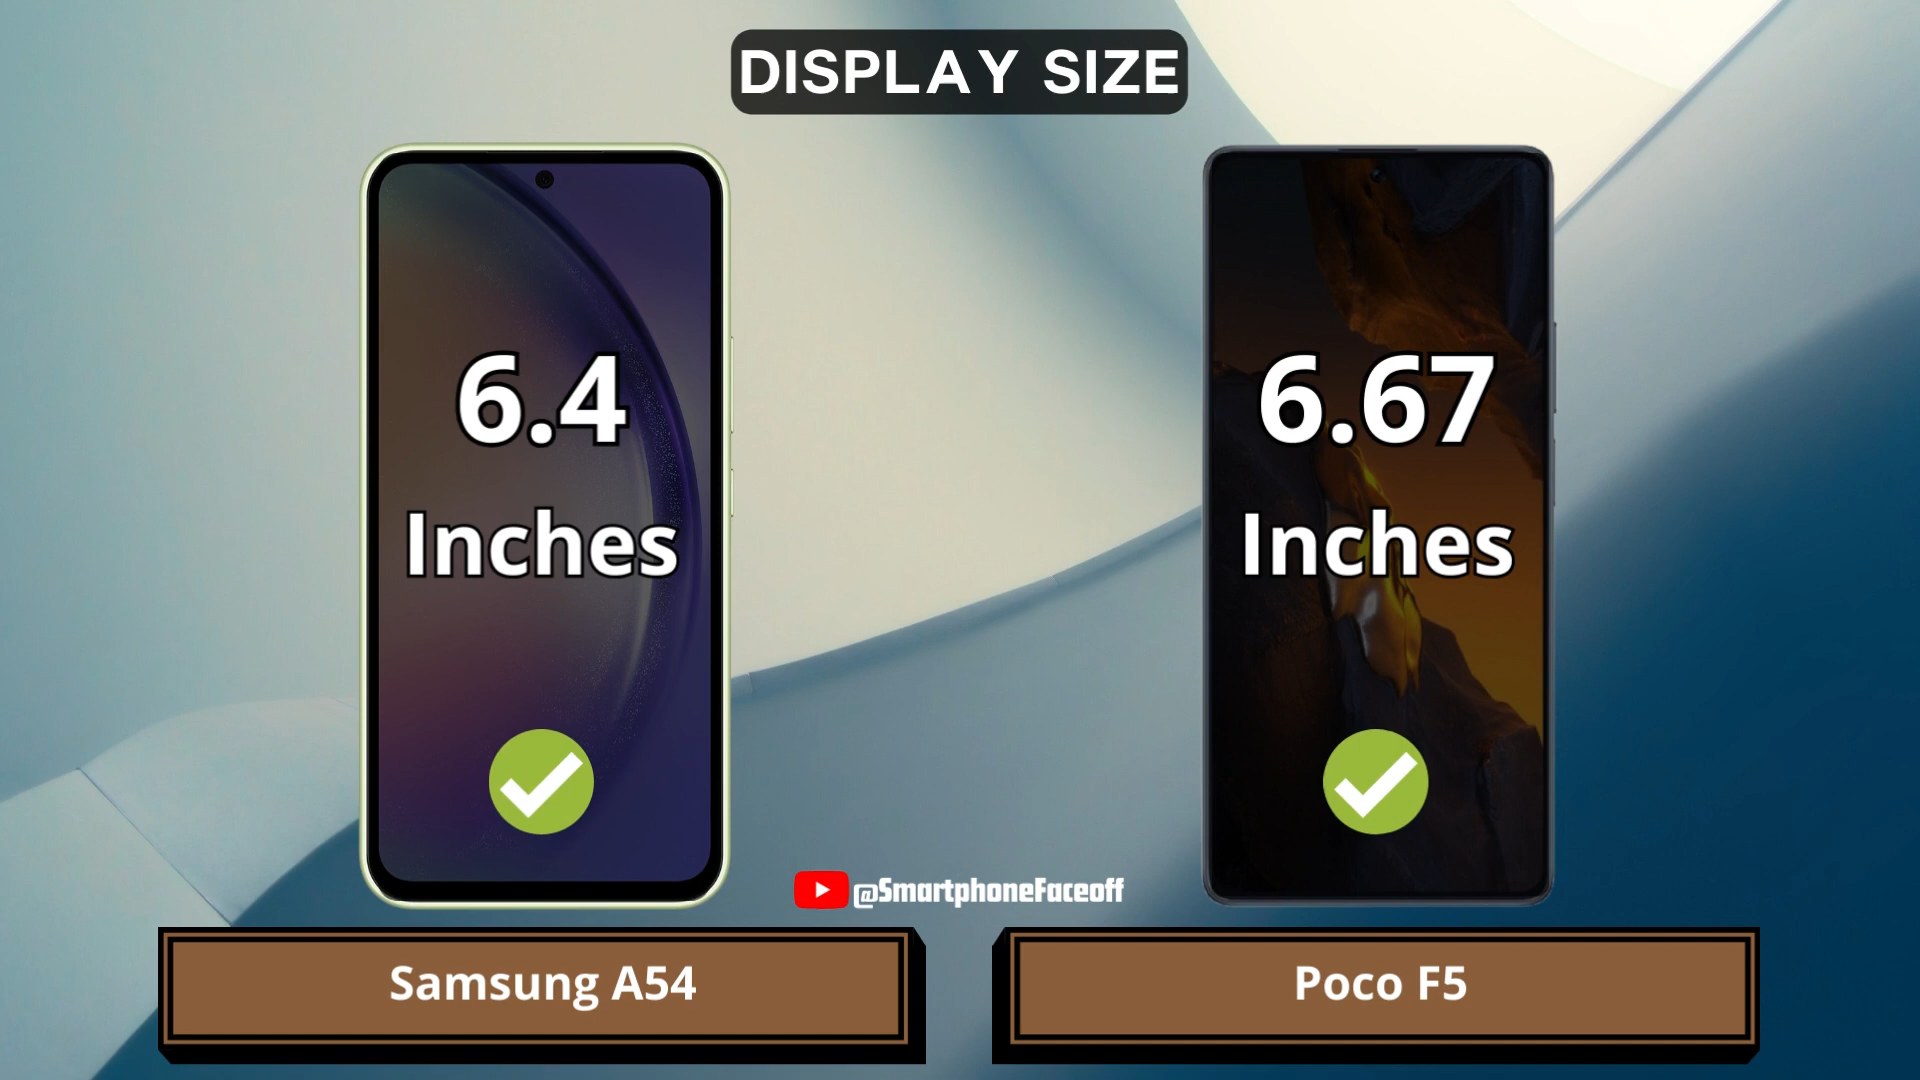 DISPLAY SIZE
6.4
Inches
6.67
Inches
@SmartphoneFaceoff
Samsung A54
Poco F5